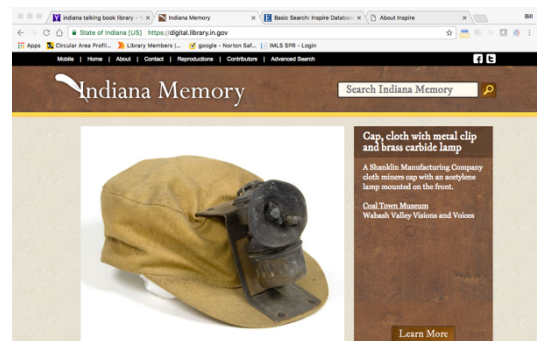 indiana talking book library - 
Indiana Memory
Basic Search: Inspire Databas
About Inspire
Bill
State of Indiana [US] https://digital.library.in.gov
Apps Circular Area Profil... Library Members (... google - Norton Saf... IMLS SPR - Login
Mobile | Home | About | Contact | Reproductions | Contributors | Advanced Search
Indiana Memory
Search Indiana Memory
Cap, cloth with metal clip
and brass carbide lamp
A Shanklin Manufacturing Company
cloth miners cap with an acetylene
lamp mounted on the front.
Coal Town Museum
Wabash Valley Visions and Voices
Learn More